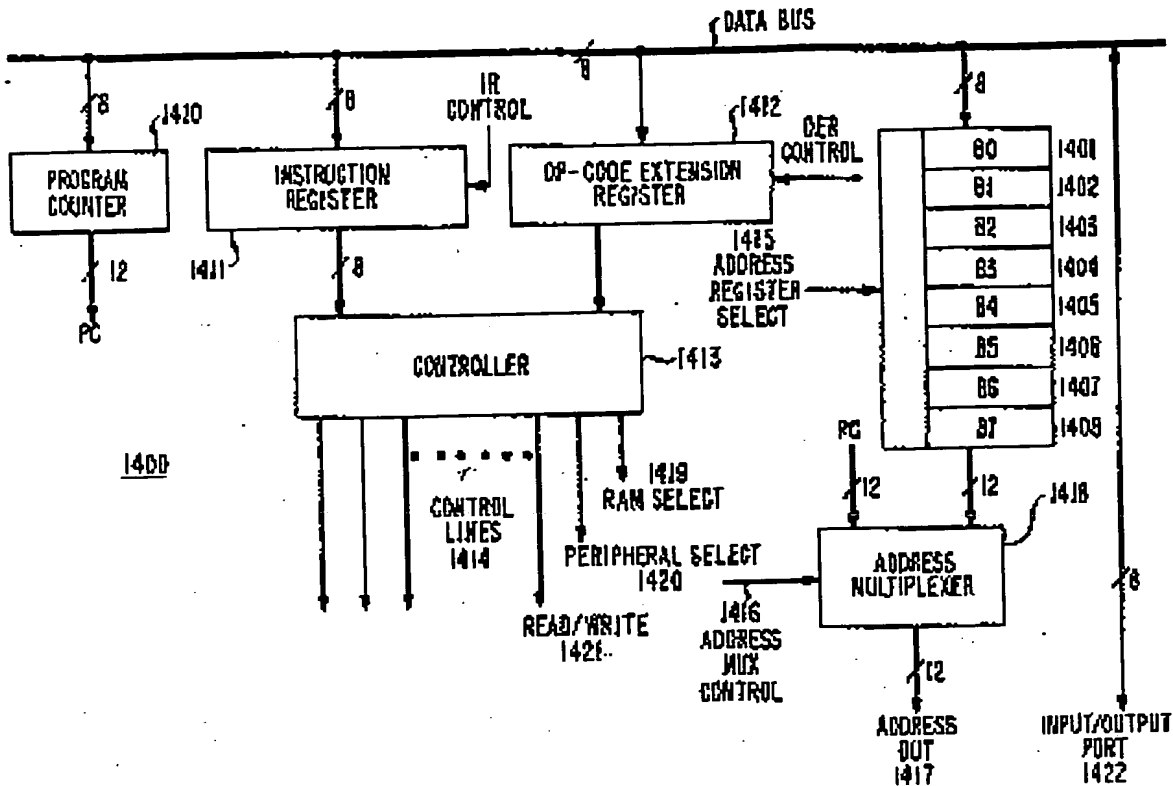 DATA BUS
8
8
8
8
1410
PROGRAM
COUNTER
12
PC
IR
CONTROL
INSTRUCTION
REGISTER
1411
8
1412
OP-CODE EXTENSION
REGISTER
OER
CONTROL
1415
ADDRESS
REGISTER
SELECT
B0 1401
B1 1402
B2 1403
B3 1404
B4 1405
B5 1406
B6 1407
B7 1408
CONTROLLER
1413
1400
CONTROL
LINES
1414
1419
RAM SELECT
PERIPHERAL SELECT
1420
READ/WRITE
1421
PC
12
12
1418
ADDRESS
MULTIPLEXER
1416
ADDRESS
MUX
CONTROL
12
ADDRESS
OUT
1417
8
INPUT/OUTPUT
PORT
1422